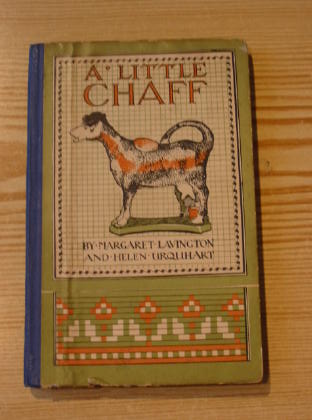 A· LITTLE
CHAFF
BY·MARGARET·LAVINGTON
AND·HELEN·URQUHART